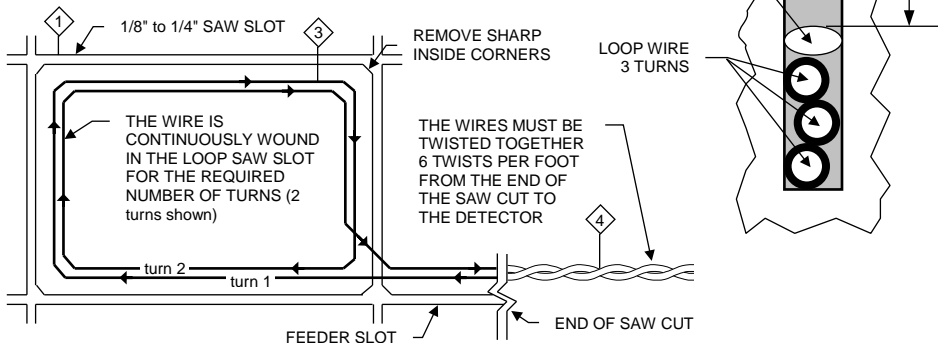 1
1/8" to 1/4" SAW SLOT
3
REMOVE SHARP
INSIDE CORNERS
THE WIRE IS
CONTINUOUSLY WOUND
IN THE LOOP SAW SLOT
FOR THE REQUIRED
NUMBER OF TURNS (2
turns shown)
THE WIRES MUST BE
TWISTED TOGETHER
6 TWISTS PER FOOT
FROM THE END OF
THE SAW CUT TO
THE DETECTOR
4
turn 2
turn 1
FEEDER SLOT
END OF SAW CUT
LOOP WIRE
3 TURNS